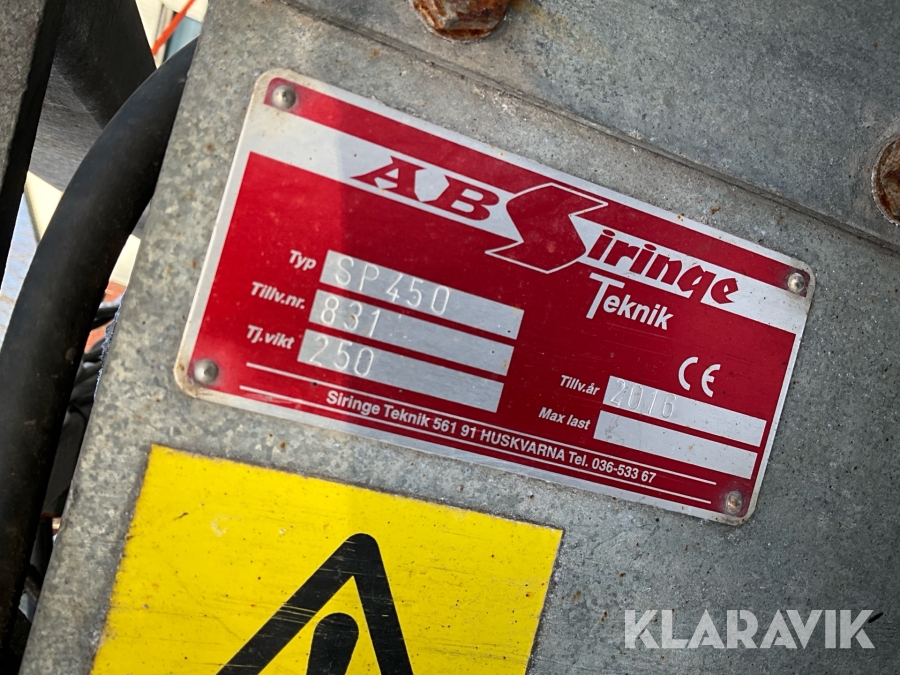 AB Siringe
Teknik
Typ SP450
Tillv.nr. 831
Tj.vikt 250
CE
Tillv.år 2016
Max last
Siringe Teknik 561 91 HUSKVARNA Tel. 036-533 67
KLARAVIK